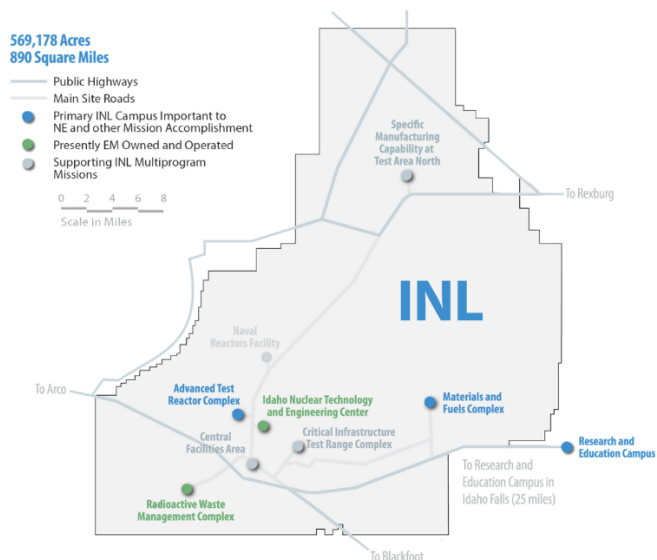 569,178 Acres
890 Square Miles
Public Highways
Main Site Roads
Primary INL Campus Important to
NE and other Mission Accomplishment
Presently EM Owned and Operated
Supporting INL Multiprogram
Missions
0 2 4 6 8
Scale in Miles
Specific
Manufacturing
Capability at
Test Area North
To Rexburg
INL
Naval
Reactors Facility
To Arco
Advanced Test
Reactor Complex
Idaho Nuclear Technology
and Engineering Center
Materials and
Fuels Complex
Central
Facilities Area
Critical Infrastructure
Test Range Complex
Research and
Education Campus
To Research and
Education Campus in
Idaho Falls (25 miles)
Radioactive Waste
Management Complex
To Blackfoot